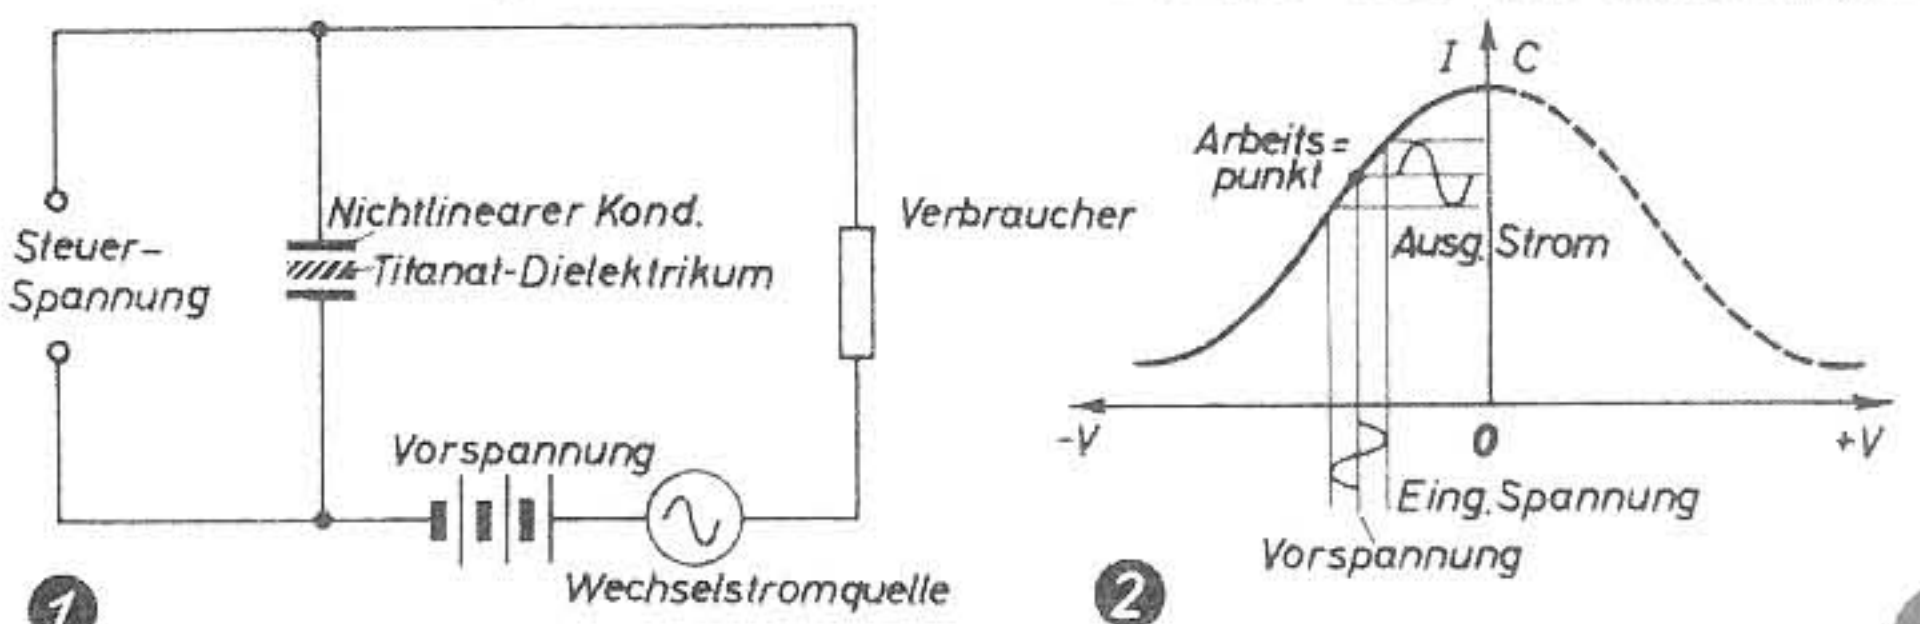 Steuer-
Spannung
Nichtlinearer Kond.
Titanat-Dielektrikum
Verbraucher
Vorspannung
Wechselstromquelle
1
I C
Arbeits=
punkt
Ausg. Strom
-V
0
+V
Eing. Spannung
Vorspannung
2